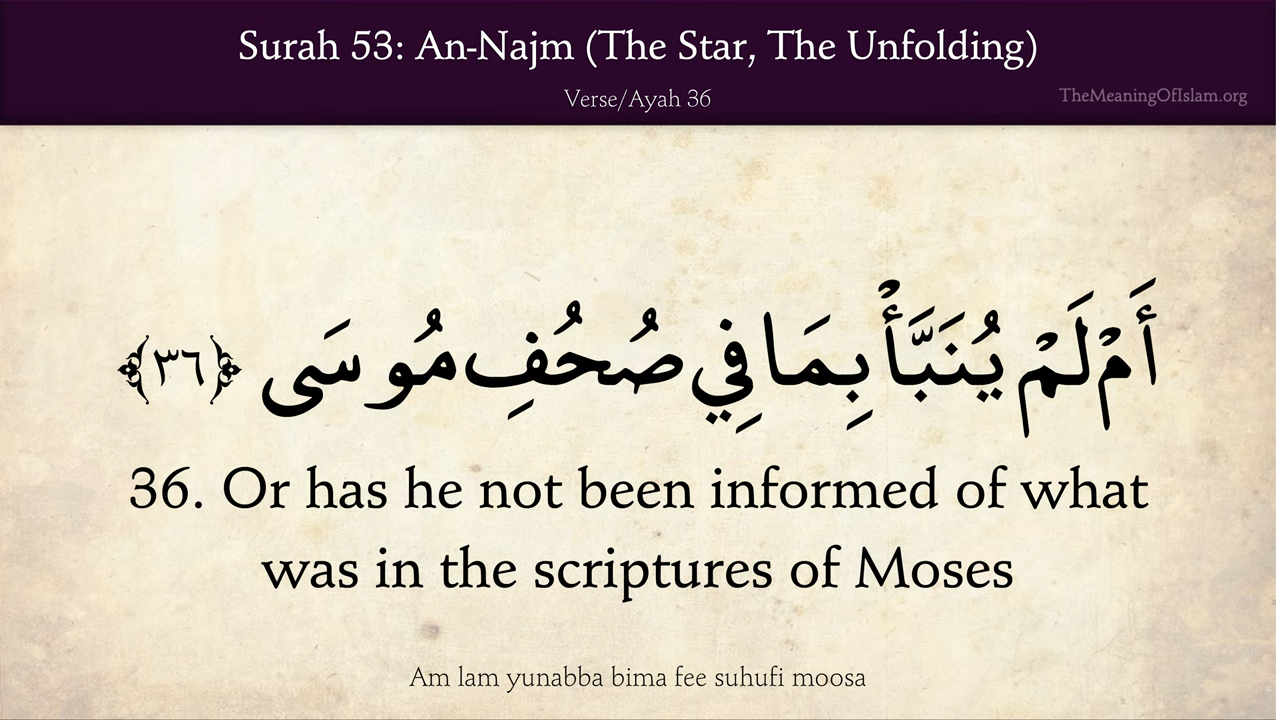 Surah 53: An-Najm (The Star, The Unfolding)
Verse/Ayah 36
TheMeaningOfIslam.org
أَمْ لَمْ يُنَبَّأْ بِمَا فِي صُحُفِ مُوسَى ﴿٣٦﴾
36. Or has he not been informed of what
was in the scriptures of Moses
Am lam yunabba bima fee suhufi moosa